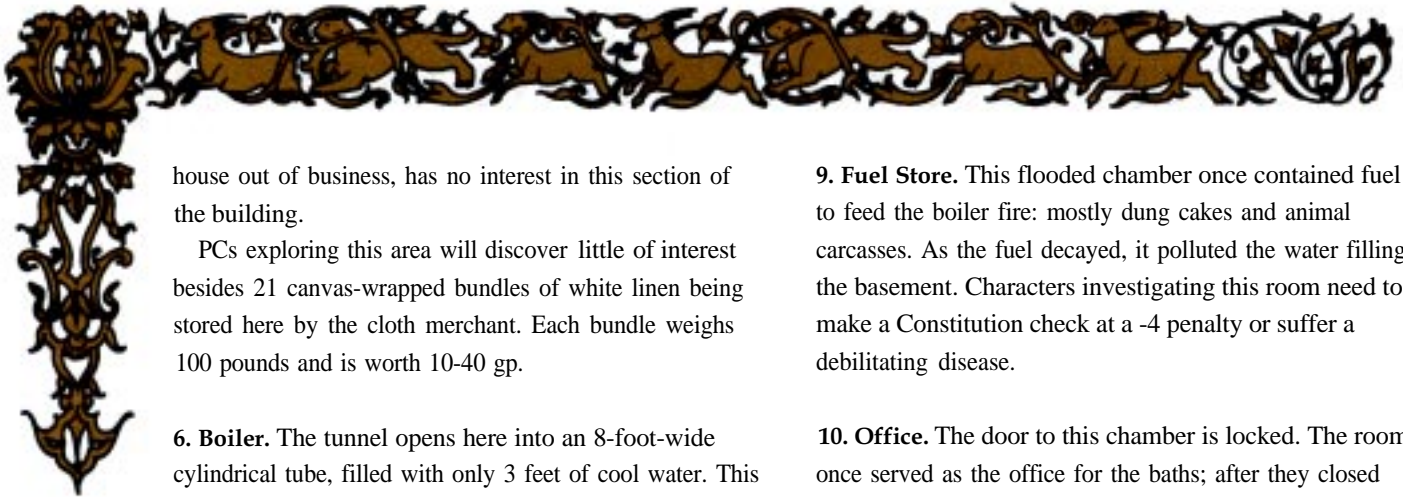 house out of business, has no interest in this section of
the building.
PCs exploring this area will discover little of interest
besides 21 canvas-wrapped bundles of white linen being
stored here by the cloth merchant. Each bundle weighs
100 pounds and is worth 10-40 gp.
6. Boiler. The tunnel opens here into an 8-foot-wide
cylindrical tube, filled with only 3 feet of cool water. This
9. Fuel Store. This flooded chamber once contained fuel
to feed the boiler fire: mostly dung cakes and animal
carcasses. As the fuel decayed, it polluted the water filling
the basement. Characters investigating this room need to
make a Constitution check at a -4 penalty or suffer a
debilitating disease.
10. Office. The door to this chamber is locked. The room
once served as the office for the baths; after they closed